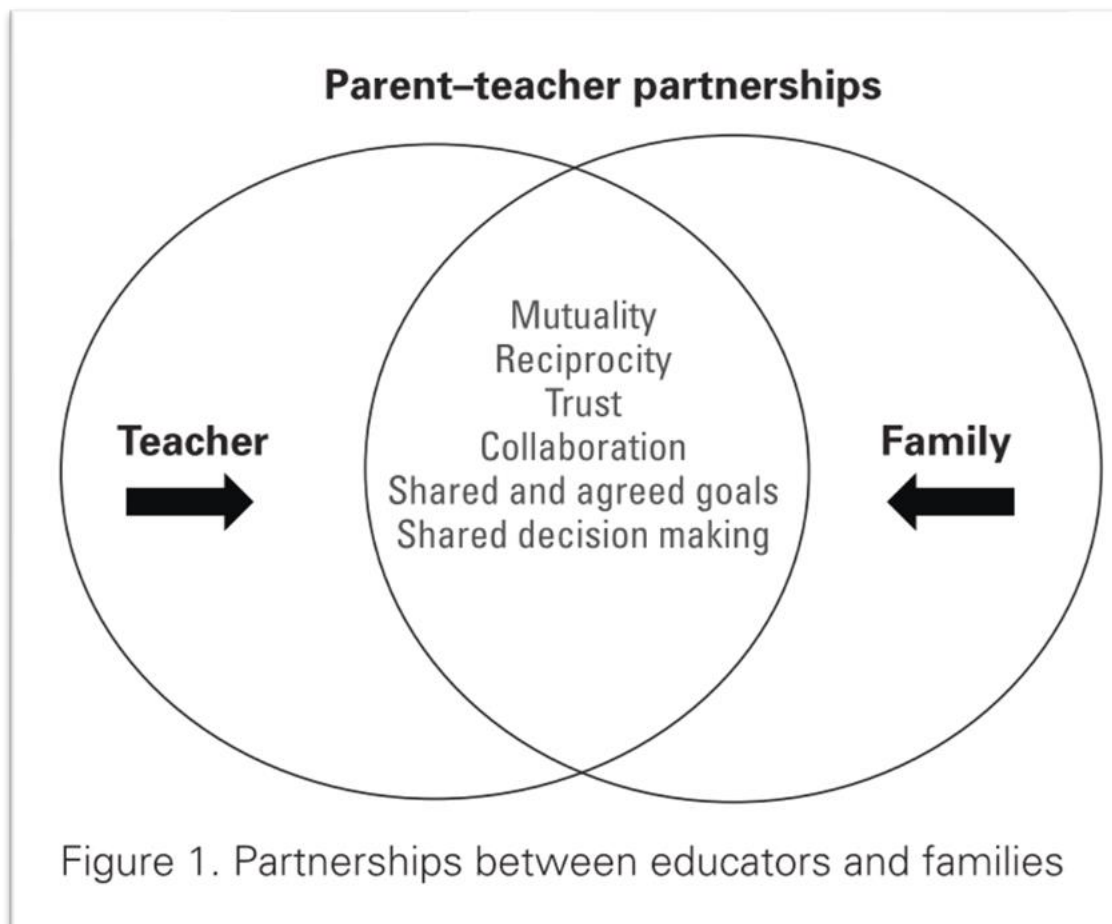 Parent–teacher partnerships
Mutuality
Reciprocity
Trust
Collaboration
Shared and agreed goals
Shared decision making
Teacher
Family
Figure 1. Partnerships between educators and families